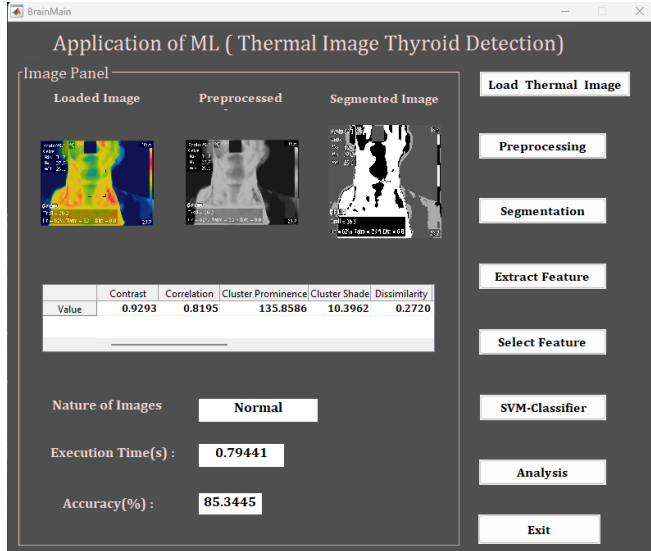 BrainMain
Application of ML ( Thermal Image Thyroid Detection)
Image Panel
Loaded Image
Preprocessed
Segmented Image
23.7
Contrast Correlation Cluster Prominence Cluster Shade Dissimilarity
Value 0.9293 0.8195 135.8586 10.3962 0.2720
Nature of Images
Normal
Execution Time(s) :
0.79441
Accuracy(%) :
85.3445
Load Thermal Image
Preprocessing
Segmentation
Extract Feature
Select Feature
SVM-Classifier
Analysis
Exit